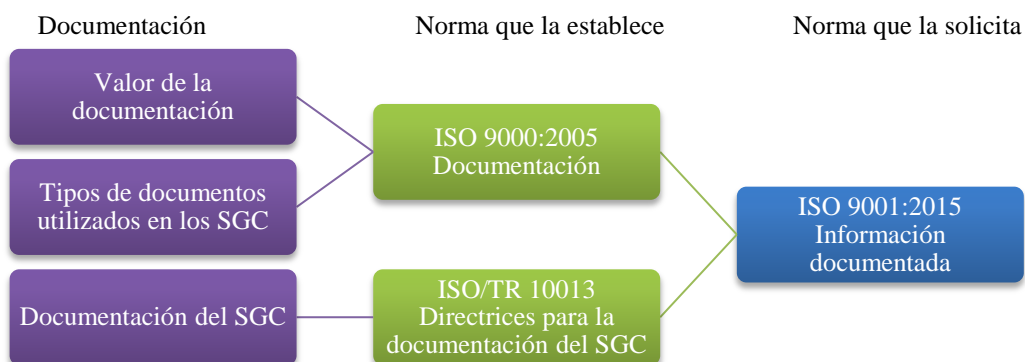 Documentación
Norma que la establece
Norma que la solicita
Valor de la
documentación
Tipos de documentos
utilizados en los SGC
Documentación del SGC
ISO 9000:2005
Documentación
ISO/TR 10013
Directrices para la
documentación del SGC
ISO 9001:2015
Información
documentada